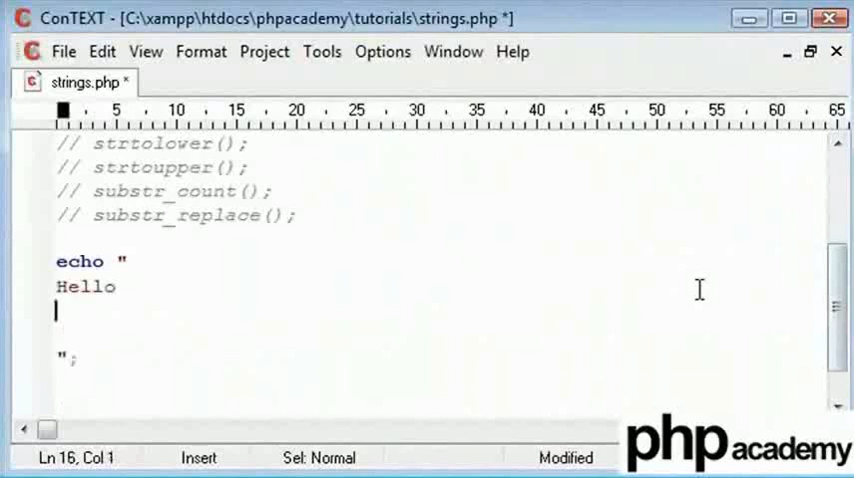 ConTEXT - [C:\xampp\htdocs\phpacademy\tutorials\strings.php *]
File Edit View Format Project Tools Options Window Help
strings.php *
5 10 15 20 25 30 35 40 45 50 55 60 65
// strtolower();
// strtoupper();
// substr_count();
// substr_replace();
echo "
Hello
";
Ln 16, Col 1 Insert Sel: Normal Modified
php academy